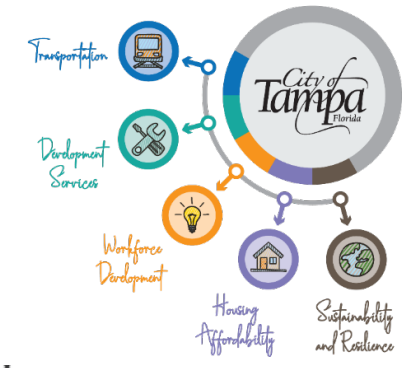 Transportation
City of
Tampa
Florida
Development
Services
Workforce
Development
Housing
Affordability
Sustainability
and Resilience